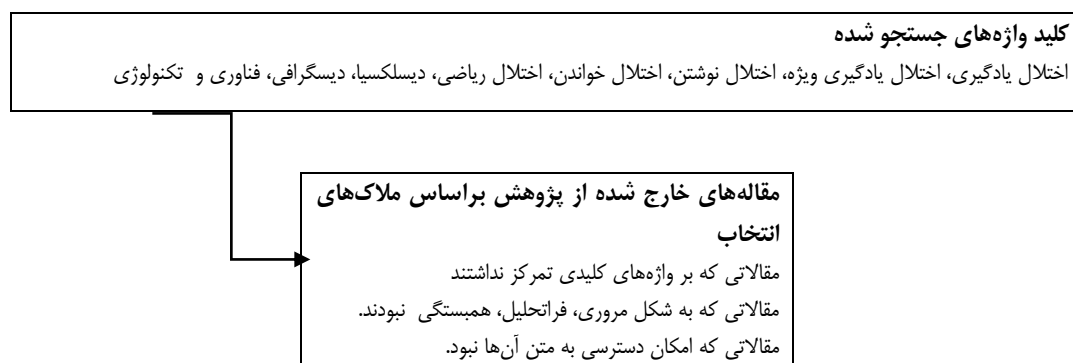 کلید واژه‌های جستجو شده
اختلال یادگیری، اختلال یادگیری ویژه، اختلال نوشتن، اختلال خواندن، اختلال ریاضی، دیسلکسیا، دیسگرافی، فناوری و تکنولوژی
مقاله‌های خارج شده از پژوهش براساس ملاک‌های
انتخاب
مقالاتی که بر واژه‌های کلیدی تمرکز نداشتند
مقالاتی که به شکل مروری، فراتحلیل، همبستگی نبودند.
مقالاتی که امکان دسترسی به متن آن‌ها نبود.